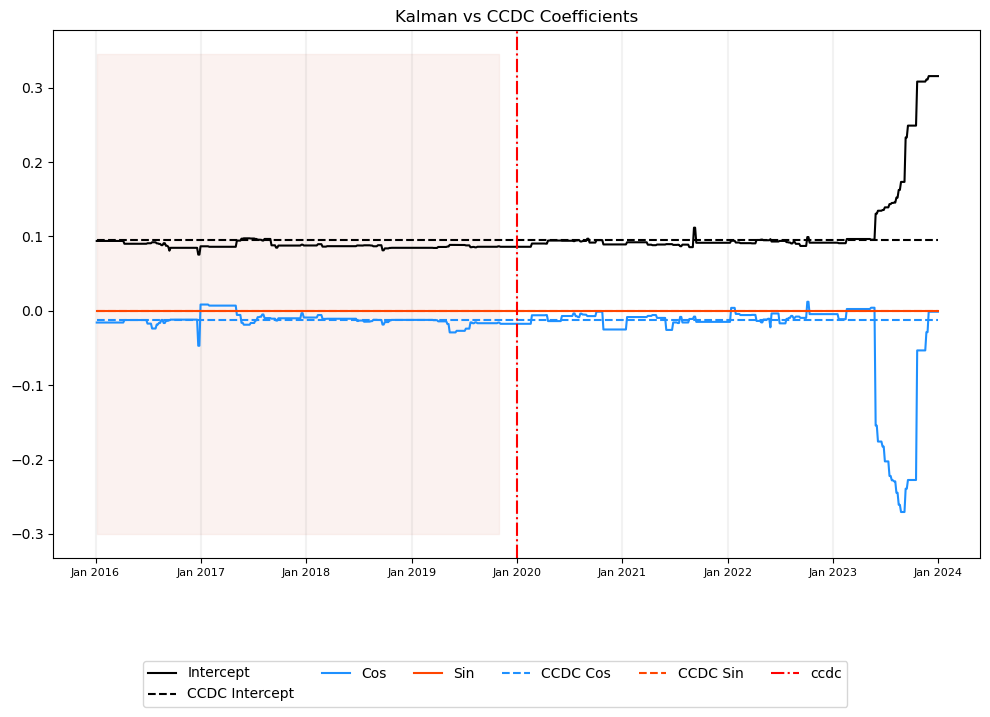 Kalman vs CCDC Coefficients
0.3
0.2
0.1
0.0
−0.1
−0.2
−0.3
Jan 2016 Jan 2017 Jan 2018 Jan 2019 Jan 2020 Jan 2021 Jan 2022 Jan 2023 Jan 2024
Intercept Cos Sin CCDC Cos CCDC Sin ccdc
CCDC Intercept